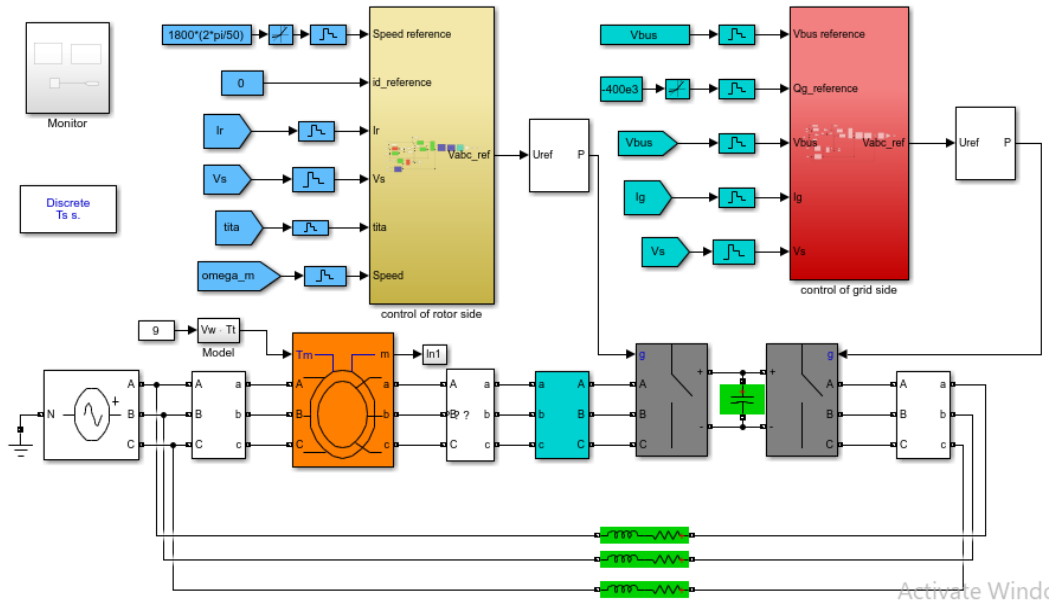 Monitor
Discrete
Ts s.
1800*(2*pi/50)
0
Ir
Vs
tita
omega_m
Speed reference
id_reference
Ir
Vs
tita
Speed
Vabc_ref
control of rotor side
Uref P
Vbus
-400e3
Vbus
Ig
Vs
Vbus reference
Qg_reference
Vbus
Ig
Vs
Vabc_ref
control of grid side
Uref P
9
Vw - Tt
Model
Tm m
In1
N
+
A
B
C
A a
B b
C c
A a
B b
C c
A a
B ? ? b
C c
a A
b B
c C
g
A +
B
C -
g
+ A
B
- C
A a
B b
C c
Activate Windo